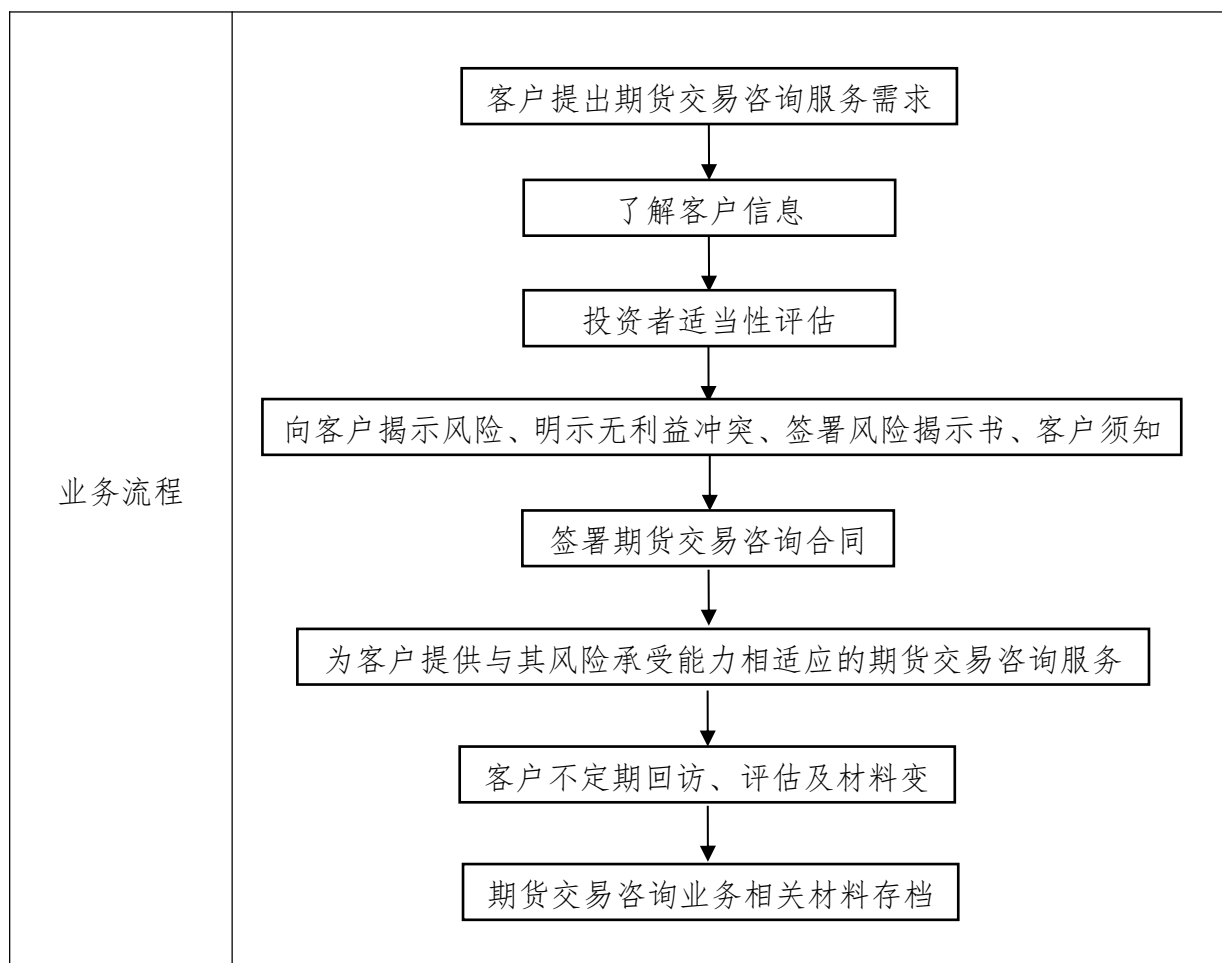 业务流程
客户提出期货交易咨询服务需求
了解客户信息
投资者适当性评估
向客户揭示风险、明示无利益冲突、签署风险揭示书、客户须知
签署期货交易咨询合同
为客户提供与其风险承受能力相适应的期货交易咨询服务
客户不定期回访、评估及材料变
期货交易咨询业务相关材料存档